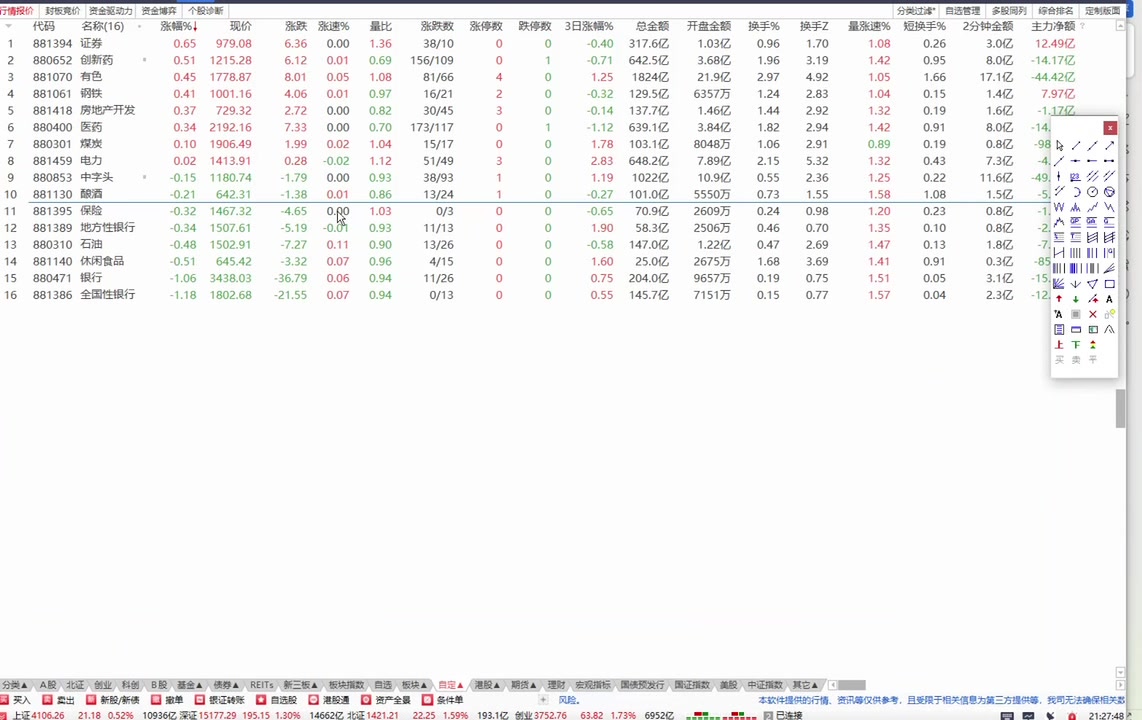 行情报价 封板竞价 资金驱动力 资金博弈 个股诊断 分类过滤* 自选管理 多股同列 综合排名 定制版面
代码 名称(16) 涨幅%↓ 现价 涨跌 涨速% 量比 涨跌数 涨停数 跌停数 3日涨幅% 总金额 开盘金额 换手% 换手Z 量涨速% 短换手% 2分钟金额 主力净额
1 881394 证券 0.65 979.08 6.36 0.00 1.36 38/10 0 0 -0.40 317.6亿 1.03亿 0.96 1.70 1.08 0.26 3.0亿 12.49亿
2 880652 创新药 0.51 1215.28 6.12 0.01 0.69 156/109 0 1 -0.71 642.5亿 3.68亿 1.96 3.19 1.42 0.95 8.0亿 -14.17亿
3 881070 有色 0.45 1778.87 8.01 0.05 1.08 81/66 4 0 1.25 1824亿 21.9亿 2.97 4.92 1.05 1.66 17.1亿 -44.42亿
4 881061 钢铁 0.41 1001.16 4.06 0.01 0.97 16/21 2 0 -0.32 129.5亿 6357万 1.24 2.83 1.04 0.15 1.4亿 7.97亿
5 881418 房地产开发 0.37 729.32 2.72 0.00 0.82 30/45 3 0 -0.14 137.7亿 1.46亿 1.44 2.92 1.32 0.19 1.1亿 -1.17亿
6 880400 医药 0.34 2192.16 7.33 0.00 0.70 173/117 0 1 -1.12 639.1亿 3.84亿 1.82 2.94 1.42 0.91 8.0亿 -14.
7 880301 煤炭 0.10 1906.49 1.99 0.02 1.04 15/17 0 0 1.78 103.1亿 8048万 1.06 2.91 0.89 0.19 0.8亿 -98
8 881459 电力 0.02 1413.91 0.28 -0.02 1.12 51/49 3 0 2.83 648.2亿 7.89亿 2.15 5.32 1.32 0.43 7.3亿 -4.
9 880853 中字头 -0.15 1180.74 -1.79 0.00 0.93 38/93 1 0 1.19 1022亿 10.9亿 0.55 2.36 1.25 0.22 11.6亿 -49.
10 881130 酿酒 -0.21 642.31 -1.38 0.01 0.86 13/24 1 0 -0.27 101.0亿 5550万 0.73 1.55 1.58 1.08 1.5亿 -5.
11 881395 保险 -0.32 1467.32 -4.65 0.00 1.03 0/3 0 0 -0.65 70.9亿 2609万 0.24 0.98 1.20 0.23 0.8亿 -1.
12 881389 地方性银行 -0.34 1507.61 -5.19 -0.01 0.93 11/13 0 0 1.90 58.3亿 2506万 0.46 0.70 1.35 0.10 0.8亿 -9.
13 880310 石油 -0.48 1502.91 -7.27 0.11 0.90 13/26 0 0 -0.58 147.0亿 1.22亿 0.47 2.69 1.47 0.13 1.8亿 -7.
14 881140 休闲食品 -0.51 645.42 -3.32 0.07 0.96 4/15 0 0 1.60 25.0亿 2675万 1.68 3.69 1.41 0.91 0.3亿 -85
15 880471 银行 -1.06 3438.03 -36.79 0.06 0.94 11/26 0 0 0.75 204.0亿 9657万 0.19 0.75 1.51 0.05 3.1亿 -15.
16 881386 全国性银行 -1.18 1802.68 -21.55 0.07 0.94 0/13 0 0 0.55 145.7亿 7151万 0.15 0.77 1.57 0.04 2.3亿 -12.
A
A
上 下
买 卖 平
分类▲ A股 北证 创业 科创 B股 基金▲ 债券▲ REITs 新三板▲ 板块指数 自选 板块▲ 自定▲ 港股▲ 期货▲ 理财 宏观指标 国债预发行 国证指数 美股 中证指数 其它▲
买入 卖出 新股/新债 撤单 银证转账 自选股 港股通 资产全景 条件单 风险。 本软件提供的行情、资讯等仅供参考，且受限于相关信息为第三方提供等，我司无法确保相关数
上证4106.26 21.18 0.52% 10936亿 深证15177.29 195.15 1.30% 14662亿 北证1421.21 22.25 1.59% 193.1亿 创业3752.76 63.82 1.73% 6952亿 2 已连接 21:27:48